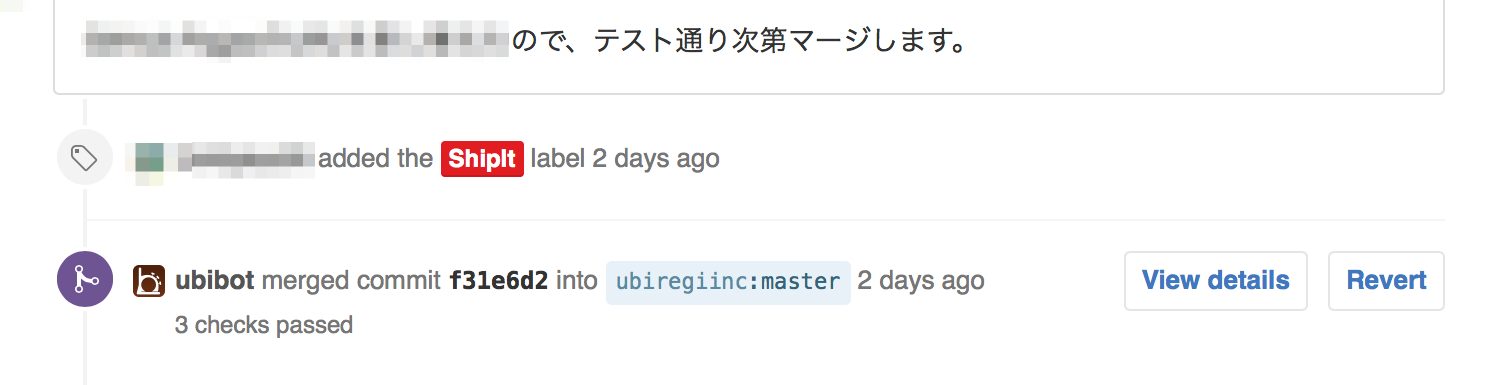 ので、テスト通り次第マージします。
added the ShipIt label 2 days ago
ubibot merged commit f31e6d2 into ubiregiinc:master 2 days ago
View details
Revert
3 checks passed